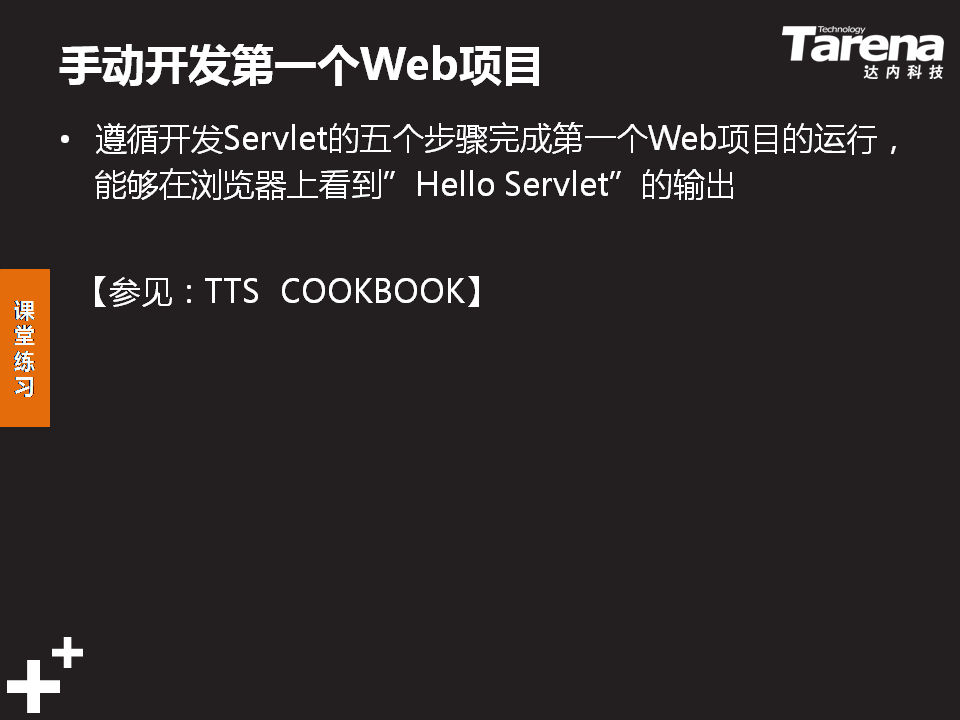 手动开发第一个Web项目
Technology
Tarena
达内科技
• 遵循开发Servlet的五个步骤完成第一个Web项目的运行，
能够在浏览器上看到”Hello Servlet”的输出
【参见：TTS COOKBOOK】
课堂练习